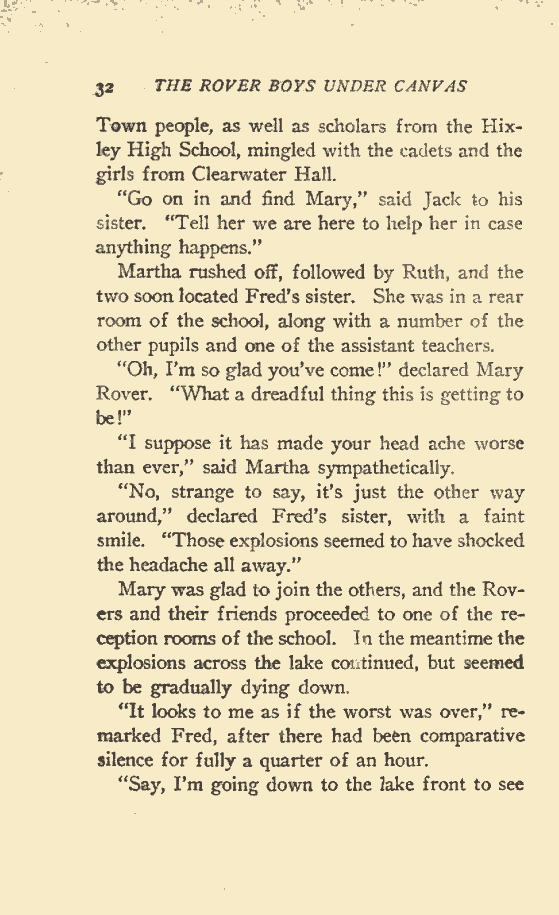 32 THE ROVER BOYS UNDER CANVAS
Town people, as well as scholars from the Hix-
ley High School, mingled with the cadets and the
girls from Clearwater Hall.
"Go on in and find Mary," said Jack to his
sister. "Tell her we are here to help her in case
anything happens."
Martha rushed off, followed by Ruth, and the
two soon located Fred's sister. She was in a rear
room of the school, along with a number of the
other pupils and one of the assistant teachers.
"Oh, I'm so glad you've come!" declared Mary
Rover. "What a dreadful thing this is getting to
be!"
"I suppose it has made your head ache worse
than ever," said Martha sympathetically.
"No, strange to say, it's just the other way
around," declared Fred's sister, with a faint
smile. "Those explosions seemed to have shocked
the headache all away."
Mary was glad to join the others, and the Rov-
ers and their friends proceeded to one of the re-
ception rooms of the school. In the meantime the
explosions across the lake continued, but seemed
to be gradually dying down.
"It looks to me as if the worst was over," re-
marked Fred, after there had been comparative
silence for fully a quarter of an hour.
"Say, I'm going down to the lake front to see